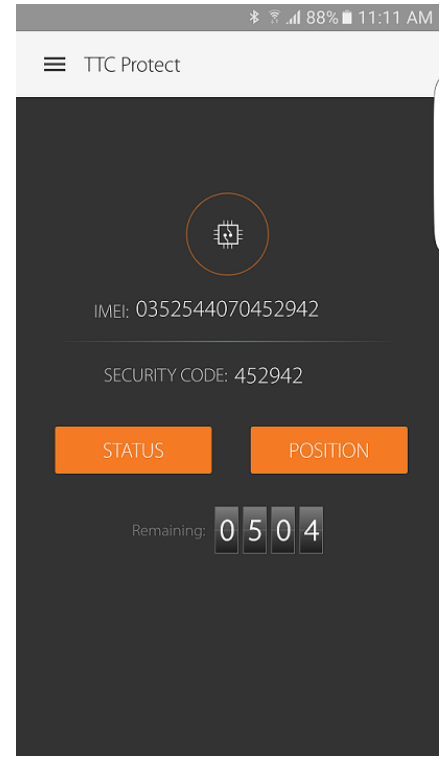 88% 11:11 AM
TTC Protect
IMEI: 0352544070452942
SECURITY CODE: 452942
STATUS POSITION
Remaining: 0504